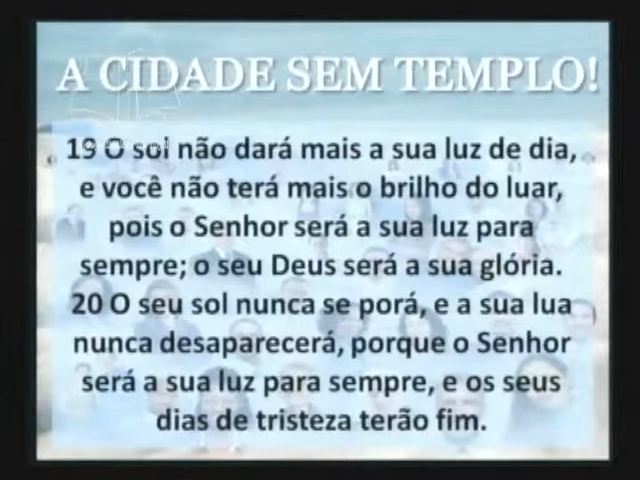 A CIDADE SEM TEMPLO!
19 O sol não dará mais a sua luz de dia,
e você não terá mais o brilho do luar,
pois o Senhor será a sua luz para
sempre; o seu Deus será a sua glória.
20 O seu sol nunca se porá, e a sua lua
nunca desaparecerá, porque o Senhor
será a sua luz para sempre, e os seus
dias de tristeza terão fim.